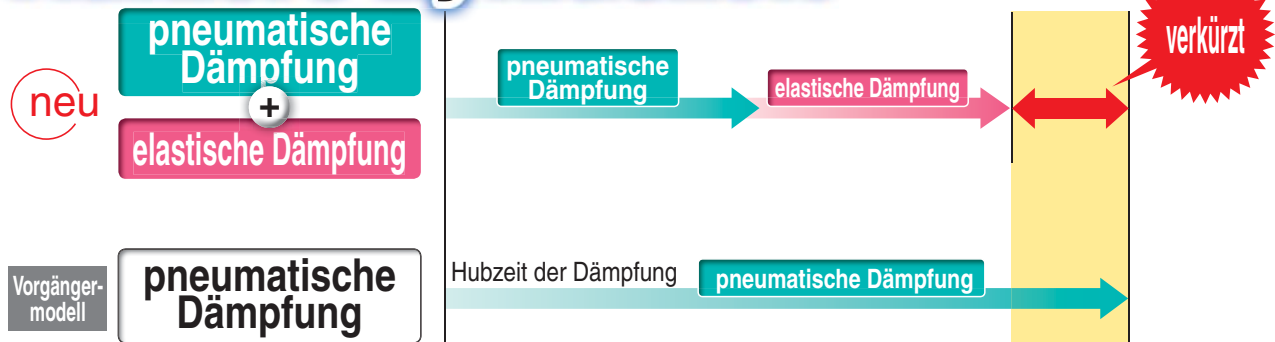 verkürzt
neu
pneumatische
Dämpfung
+
elastische Dämpfung
pneumatische
Dämpfung
elastische Dämpfung
Vorgänger-
modell
pneumatische
Dämpfung
Hubzeit der Dämpfung
pneumatische Dämpfung